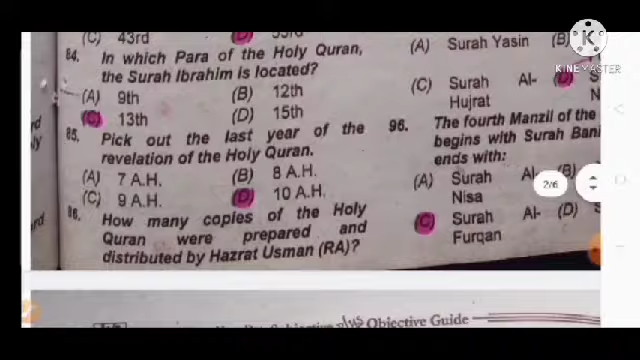 (C) 43rd (D) 53rd
84. In which Para of the Holy Quran,
the Surah Ibrahim is located?
(A) 9th (B) 12th
(C) 13th (D) 15th
85. Pick out the last year of the
revelation of the Holy Quran.
(A) 7 A.H. (B) 8 A.H.
(C) 9 A.H. (D) 10 A.H.
86. How many copies of the Holy
Quran were prepared and
distributed by Hazrat Usman (RA)?
(A) Surah Yasin (B)
(C) Surah Al- (D) S
Hujrat N
96. The fourth Manzil of the
begins with Surah Bani
ends with:
(A) Surah Al- (B)
Nisa
(C) Surah Al- (D) S
Furqan
K
KINEMASTER
2/6
Objective Guide